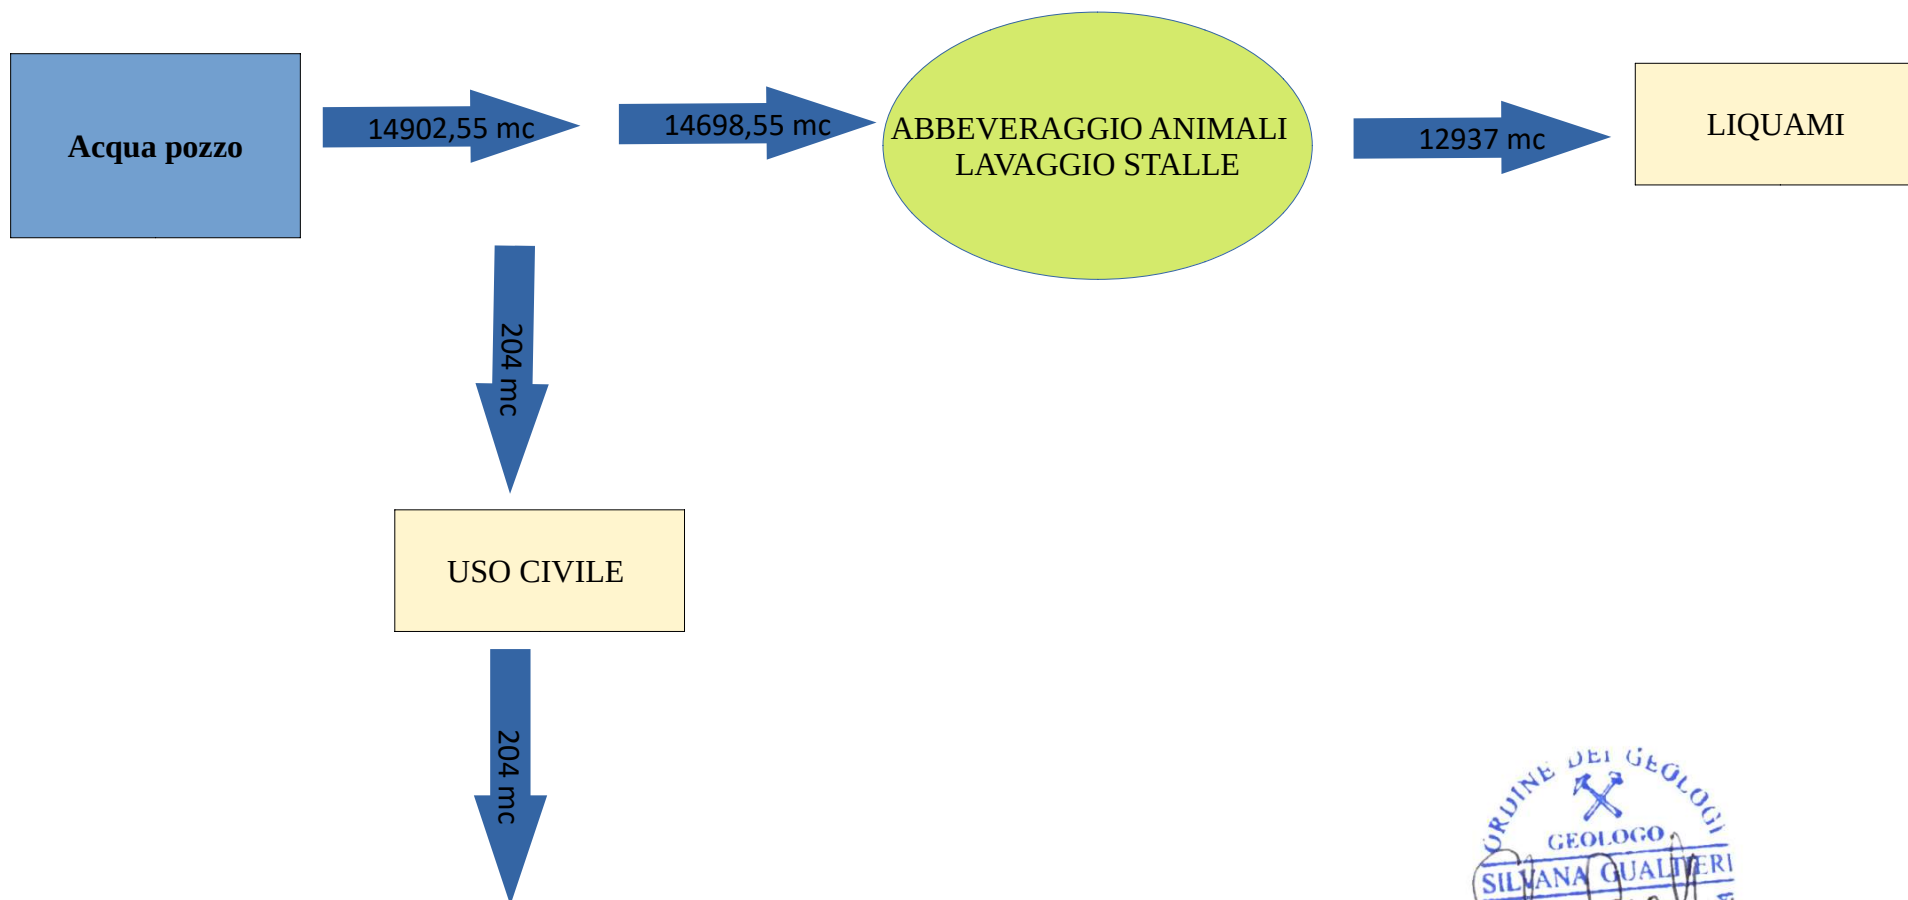 Acqua pozzo
14902,55 mc
14698,55 mc
ABBEVERAGGIO ANIMALI
LAVAGGIO STALLE
12937 mc
LIQUAMI
204 mc
USO CIVILE
204 mc
ORDINE DEI GEOLOGI
GEOLOGO
SILVANA GUALTIERI